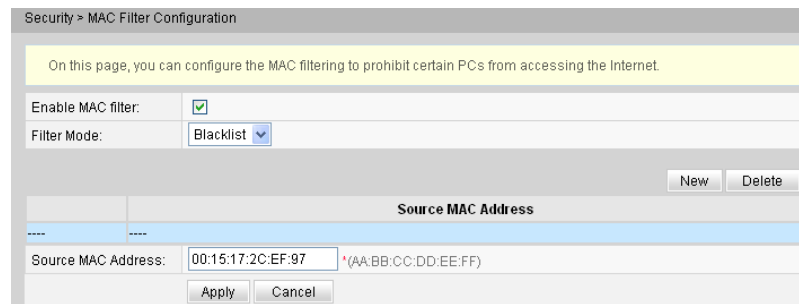 Security > MAC Filter Configuration
On this page, you can configure the MAC filtering to prohibit certain PCs from accessing the Internet.
Enable MAC filter:
Filter Mode: Blacklist
New Delete
Source MAC Address
---- ----
Source MAC Address: 00:15:17:2C:EF:97 *(AA:BB:CC:DD:EE:FF)
Apply Cancel